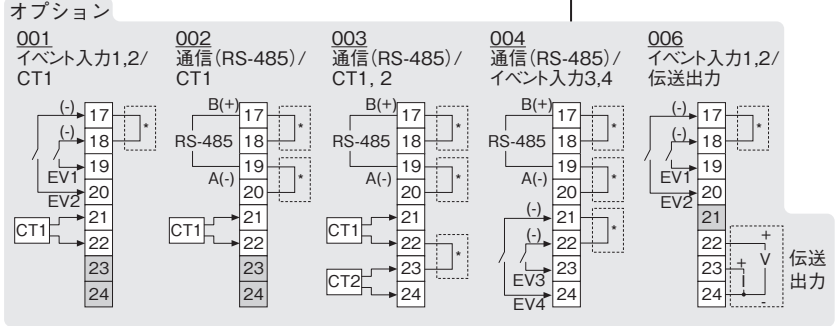 オプション
001
イベント入力1,2/
CT1
(-)
(-)
EV1
EV2
CT1
17
18
19
20
21
22
23
24
*
002
通信(RS-485)/
CT1
B(+)
RS-485
A(-)
CT1
17
18
19
20
21
22
23
24
*
*
003
通信(RS-485)/
CT1, 2
B(+)
RS-485
A(-)
CT1
CT2
17
18
19
20
21
22
23
24
*
*
*
004
通信(RS-485)/
イベント入力3,4
B(+)
RS-485
A(-)
(-)
(-)
EV3
EV4
17
18
19
20
21
22
23
24
*
*
*
006
イベント入力1,2/
伝送出力
(-)
(-)
EV1
EV2
17
18
19
20
21
22
23
24
*
+
V
+
I
-
伝送
出力